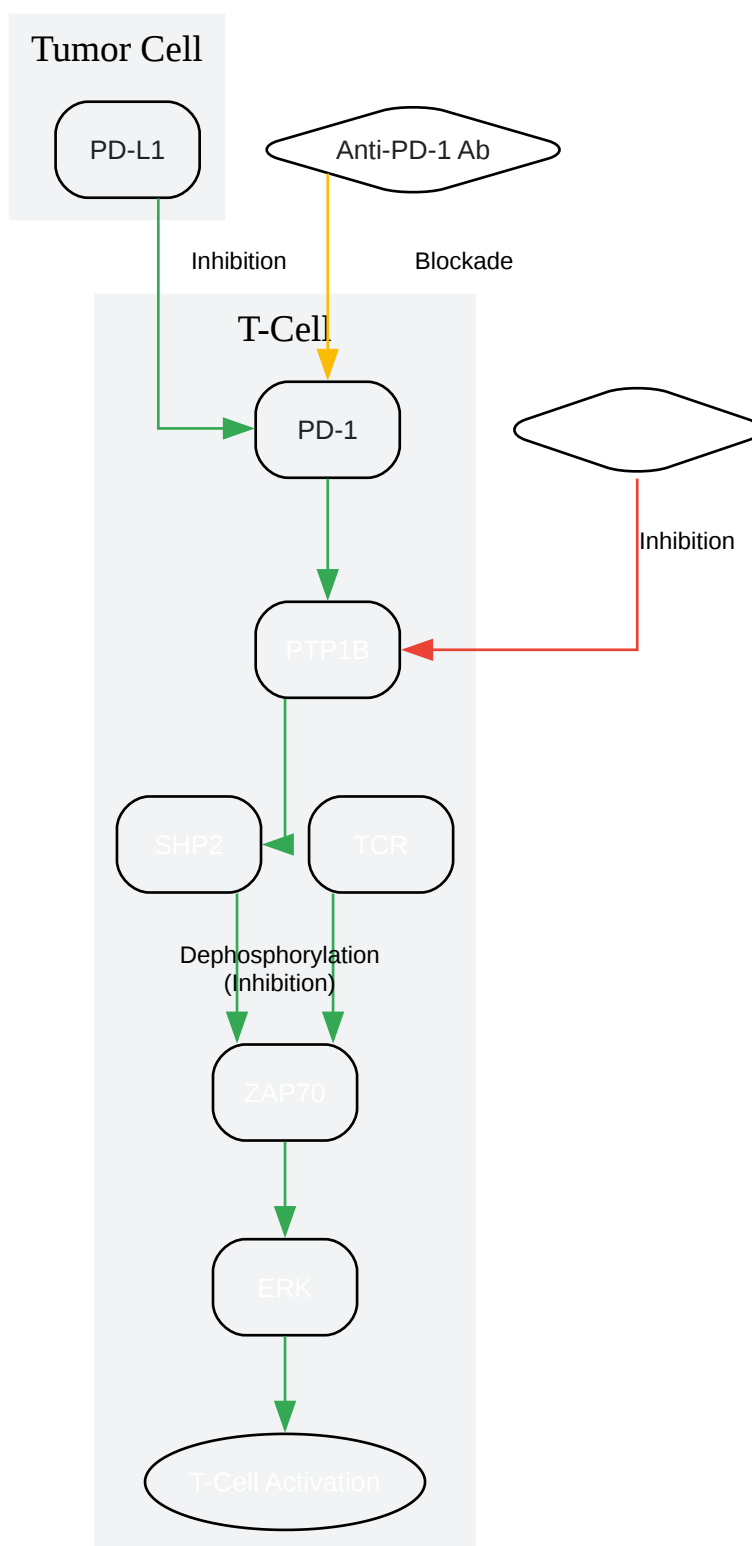 Tumor Cell
PD-L1
Anti-PD-1 Ab
Inhibition
Blockade
T-Cell
PD-1
Inhibition
PTP1B
SHP2
TCR
Dephosphorylation
(Inhibition)
ZAP70
ERK
T-Cell Activation